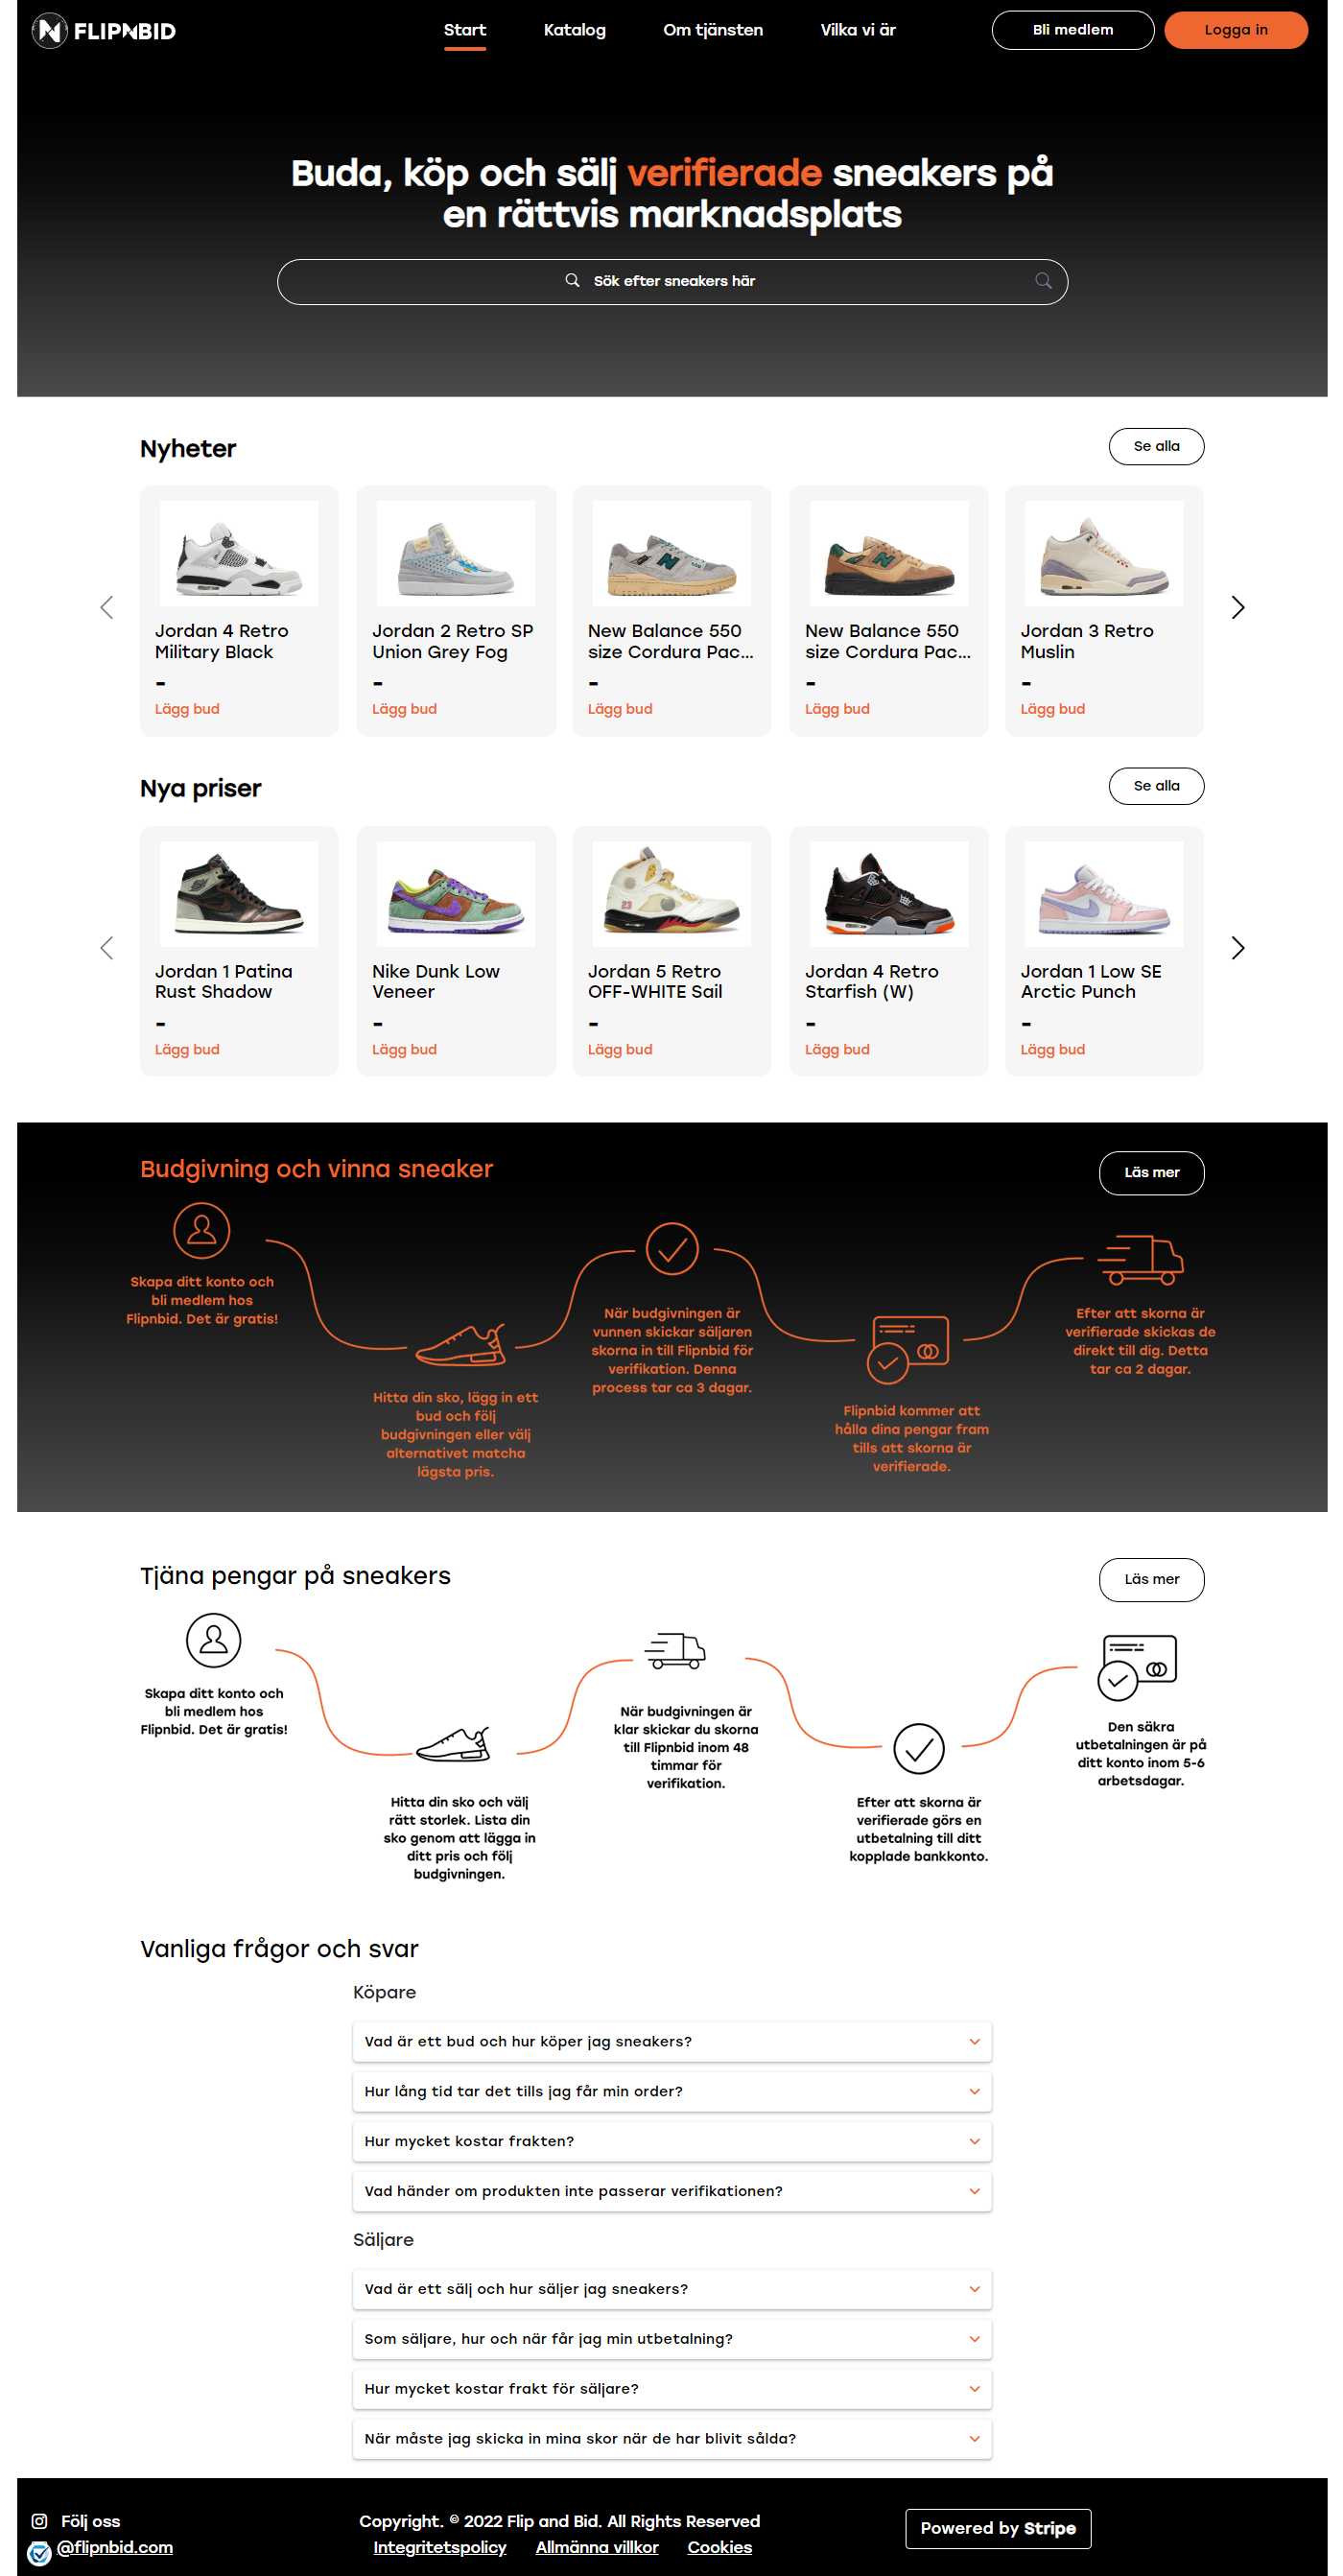 FLIPNBID
Start
Katalog
Om tjänsten
Vilka vi är
Bli medlem
Logga in
Buda, köp och sälj verifierade sneakers på
en rättvis marknadsplats
Sök efter sneakers här
Nyheter
Se alla
Jordan 4 Retro
Military Black
-
Lägg bud
Jordan 2 Retro SP
Union Grey Fog
-
Lägg bud
New Balance 550
size Cordura Pac...
-
Lägg bud
New Balance 550
size Cordura Pac...
-
Lägg bud
Jordan 3 Retro
Muslin
-
Lägg bud
Nya priser
Se alla
Jordan 1 Patina
Rust Shadow
-
Lägg bud
Nike Dunk Low
Veneer
-
Lägg bud
Jordan 5 Retro
OFF-WHITE Sail
-
Lägg bud
Jordan 4 Retro
Starfish (W)
-
Lägg bud
Jordan 1 Low SE
Arctic Punch
-
Lägg bud
Budgivning och vinna sneaker
Läs mer
Skapa ditt konto och
bli medlem hos
Flipnbid. Det är gratis!
Hitta din sko, lägg in ett
bud och följ
budgivningen eller välj
alternativet matcha
lägsta pris.
När budgivningen är
vunnen skickar säljaren
skorna in till Flipnbid för
verifikation. Denna
process tar ca 3 dagar.
Flipnbid kommer att
hålla dina pengar fram
tills att skorna är
verifierade.
Efter att skorna är
verifierade skickas de
direkt till dig. Detta
tar ca 2 dagar.
Tjäna pengar på sneakers
Läs mer
Skapa ditt konto och
bli medlem hos
Flipnbid. Det är gratis!
Hitta din sko och välj
rätt storlek. Lista din
sko genom att lägga in
ditt pris och följ
budgivningen.
När budgivningen är
klar skickar du skorna
till Flipnbid inom 48
timmar för
verifikation.
Efter att skorna är
verifierade görs en
utbetalning till ditt
kopplade bankkonto.
Den säkra
utbetalningen är på
ditt konto inom 5-6
arbetsdagar.
Vanliga frågor och svar
Köpare
Vad är ett bud och hur köper jag sneakers?
Hur lång tid tar det tills jag får min order?
Hur mycket kostar frakten?
Vad händer om produkten inte passerar verifikationen?
Säljare
Vad är ett sälj och hur säljer jag sneakers?
Som säljare, hur och när får jag min utbetalning?
Hur mycket kostar frakt för säljare?
När måste jag skicka in mina skor när de har blivit sålda?
Följ oss
@flipnbid.com
Copyright. © 2022 Flip and Bid. All Rights Reserved
Integritetspolicy
Allmänna villkor
Cookies
Powered by Stripe